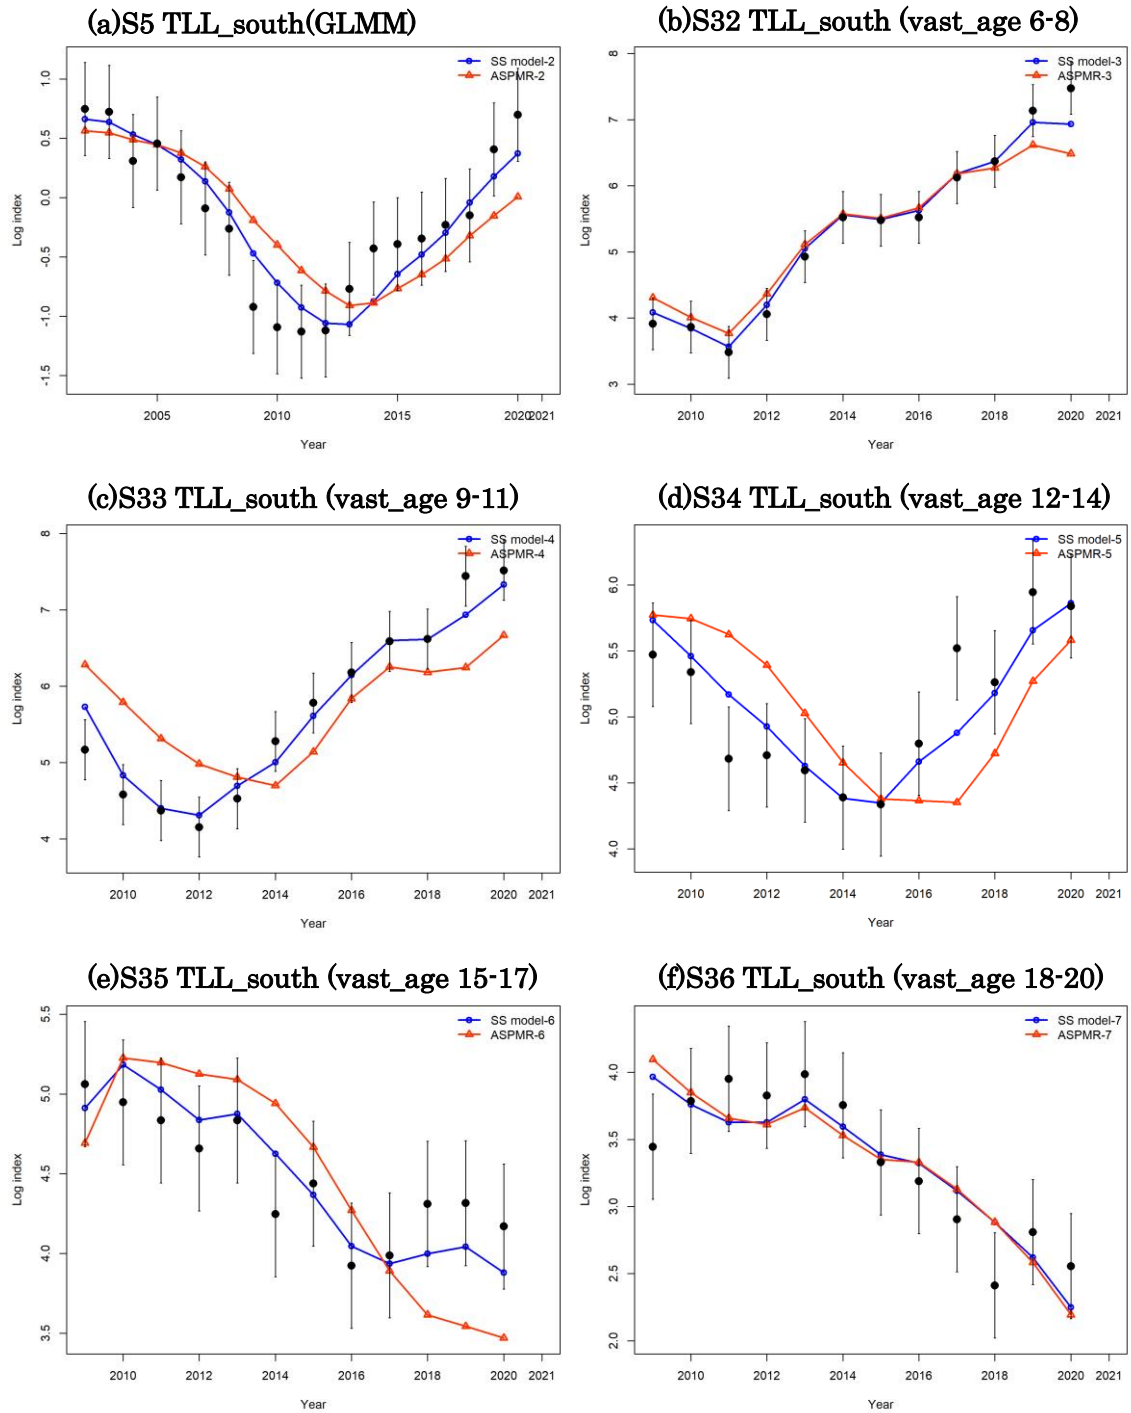 (a)S5 TLL_south(GLMM)
SS model-2
ASPMR-2
Log index
1.0
0.5
0.0
-0.5
-1.0
-1.5
2005 2010 2015 2020 2021
Year
(b)S32 TLL_south (vast_age 6-8)
SS model-3
ASPMR-3
Log index
8
7
6
5
4
3
2010 2012 2014 2016 2018 2020 2021
Year
(c)S33 TLL_south (vast_age 9-11)
SS model-4
ASPMR-4
Log index
8
7
6
5
4
2010 2012 2014 2016 2018 2020 2021
Year
(d)S34 TLL_south (vast_age 12-14)
SS model-5
ASPMR-5
Log index
6.0
5.5
5.0
4.5
4.0
2010 2012 2014 2016 2018 2020 2021
Year
(e)S35 TLL_south (vast_age 15-17)
SS model-6
ASPMR-6
Log index
5.5
5.0
4.5
4.0
3.5
2010 2012 2014 2016 2018 2020 2021
Year
(f)S36 TLL_south (vast_age 18-20)
SS model-7
ASPMR-7
Log index
4.0
3.5
3.0
2.5
2.0
2010 2012 2014 2016 2018 2020 2021
Year